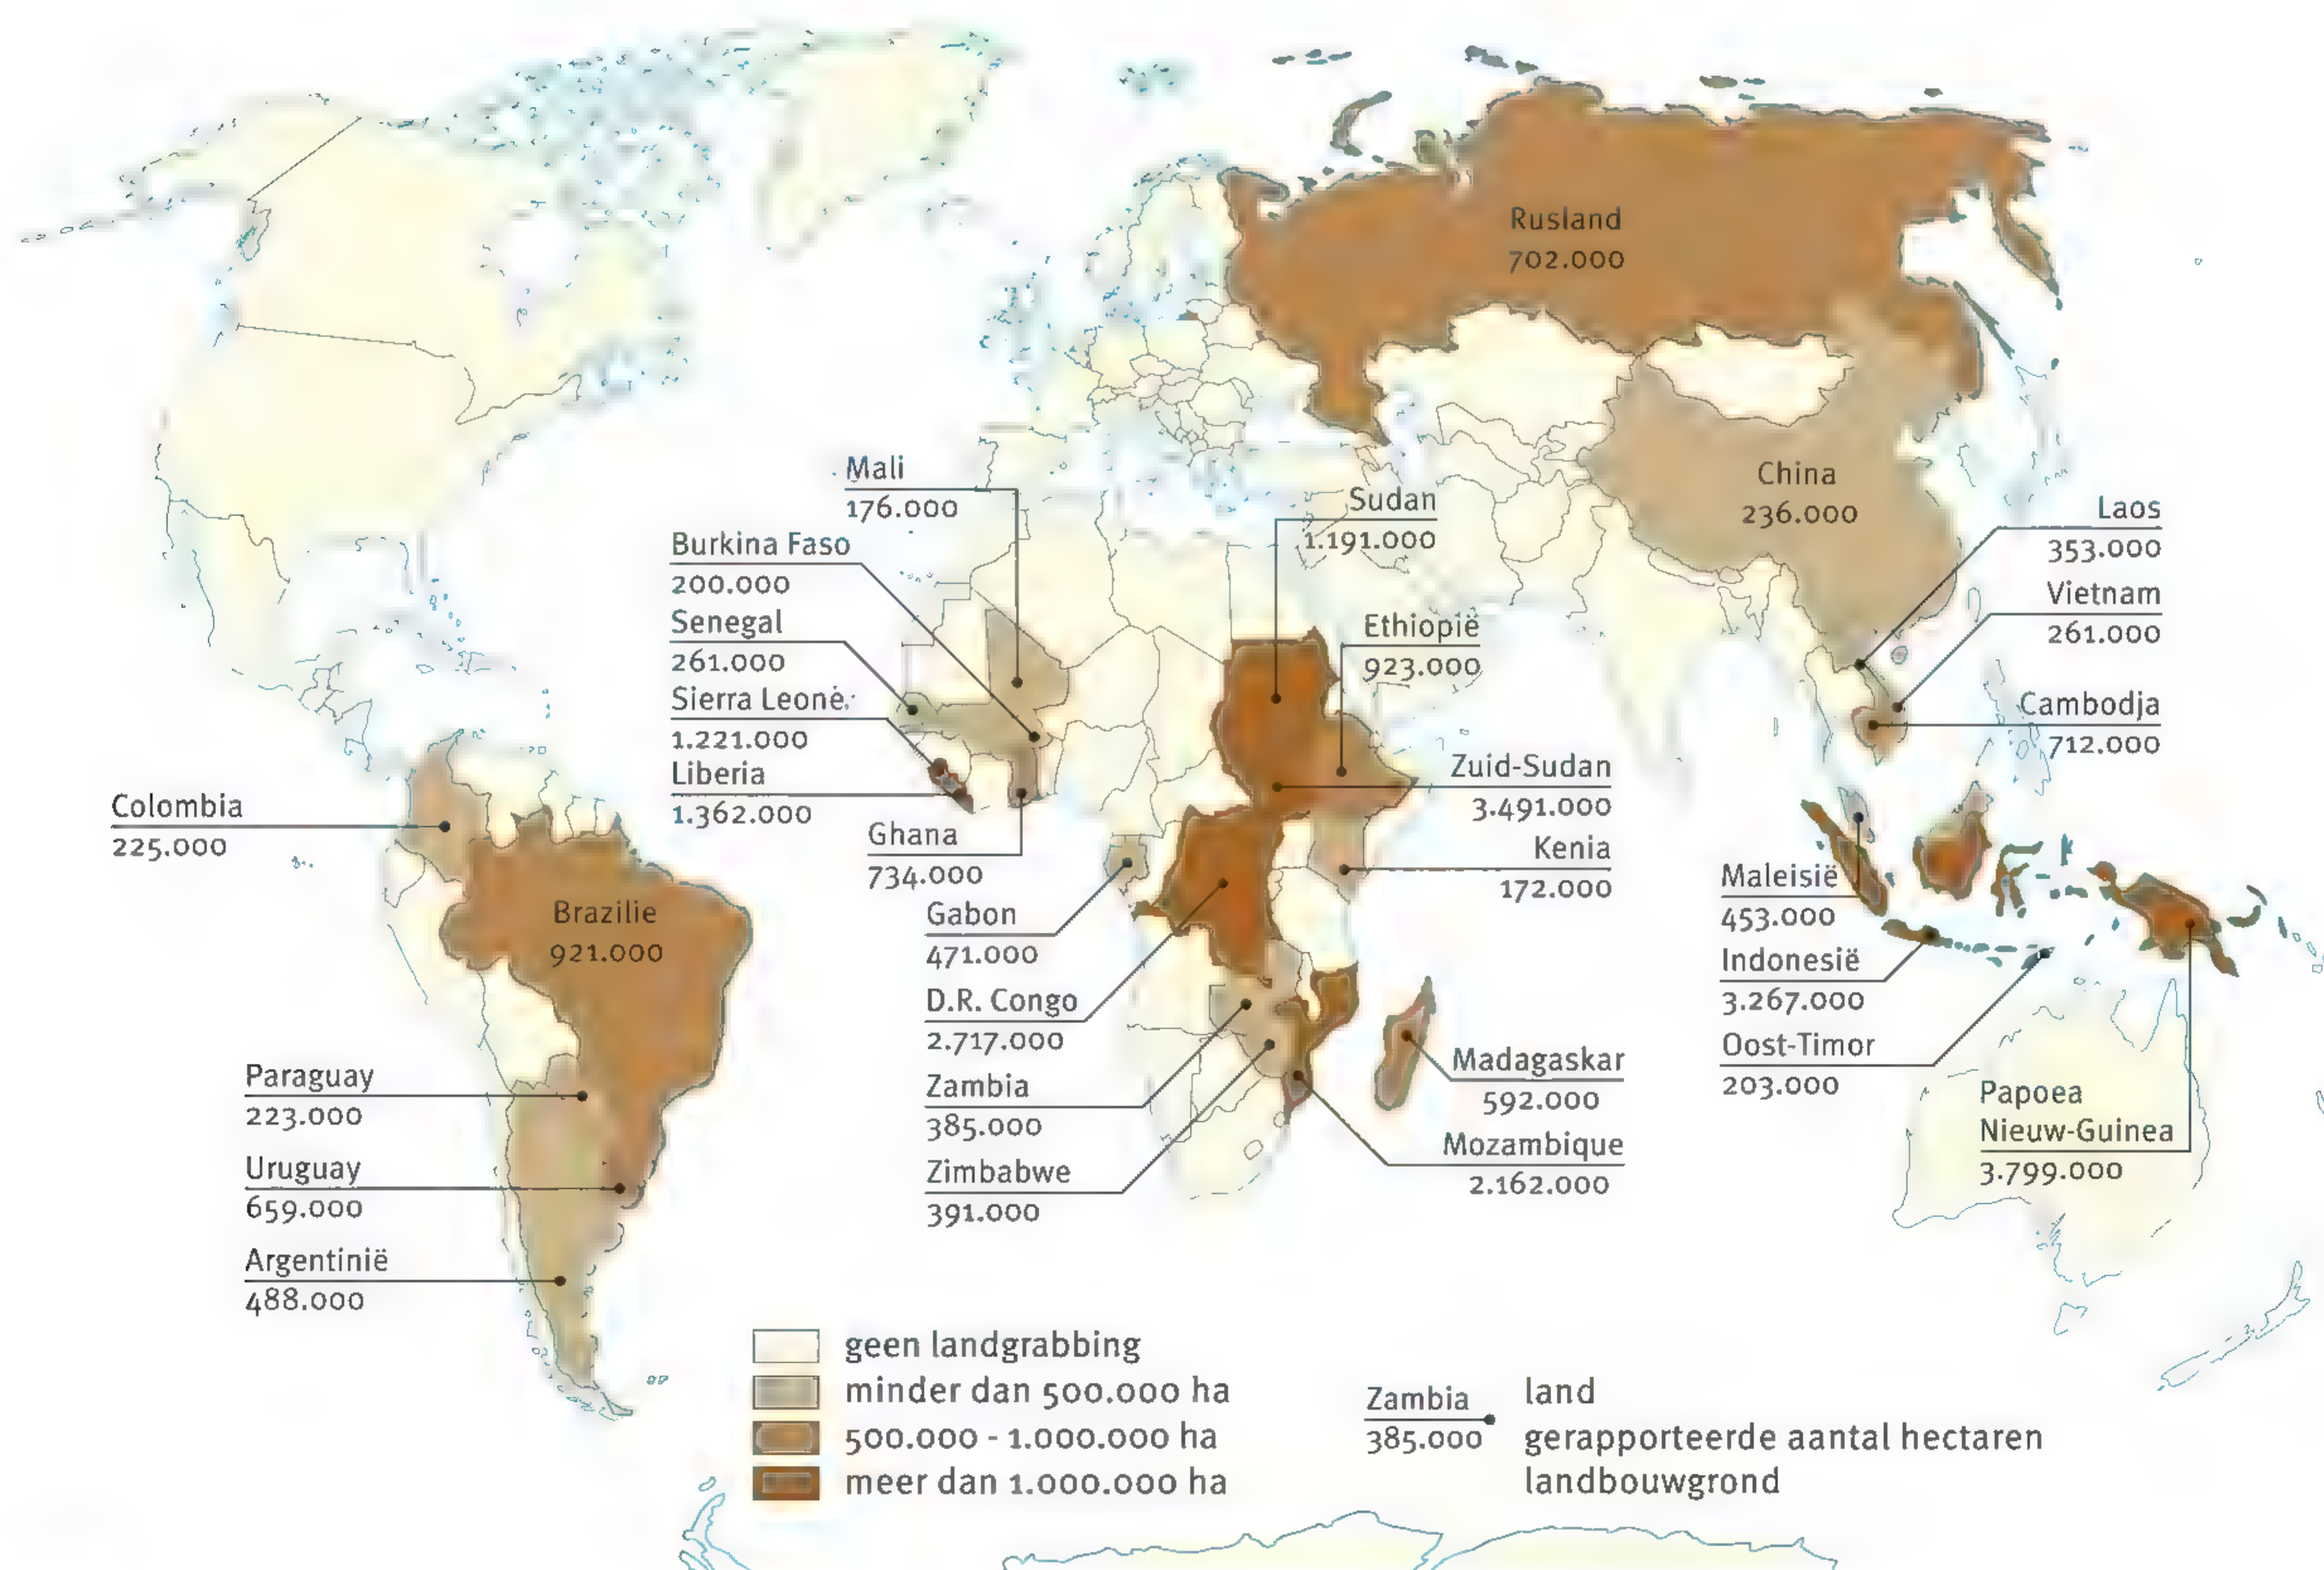 Rusland
702.000
China
236.000
Mali
176.000
Burkina Faso
200.000
Senegal
261.000
Sierra Leone
1.221.000
Liberia
1.362.000
Ghana
734.000
Gabon
471.000
D.R. Congo
2.717.000
Zambia
385.000
Zimbabwe
391.000
Sudan
1.191.000
Ethiopië
923.000
Zuid-Sudan
3.491.000
Kenia
172.000
Madagaskar
592.000
Mozambique
2.162.000
Laos
353.000
Vietnam
261.000
Cambodja
712.000
Maleisië
453.000
Indonesië
3.267.000
Oost-Timor
203.000
Papoea
Nieuw-Guinea
3.799.000
Colombia
225.000
Brazilie
921.000
Paraguay
223.000
Uruguay
659.000
Argentinië
488.000
geen landgrabbing
minder dan 500.000 ha
500.000 - 1.000.000 ha
meer dan 1.000.000 ha
Zambia
385.000
land
gerapporteerde aantal hectaren
landbouwgrond